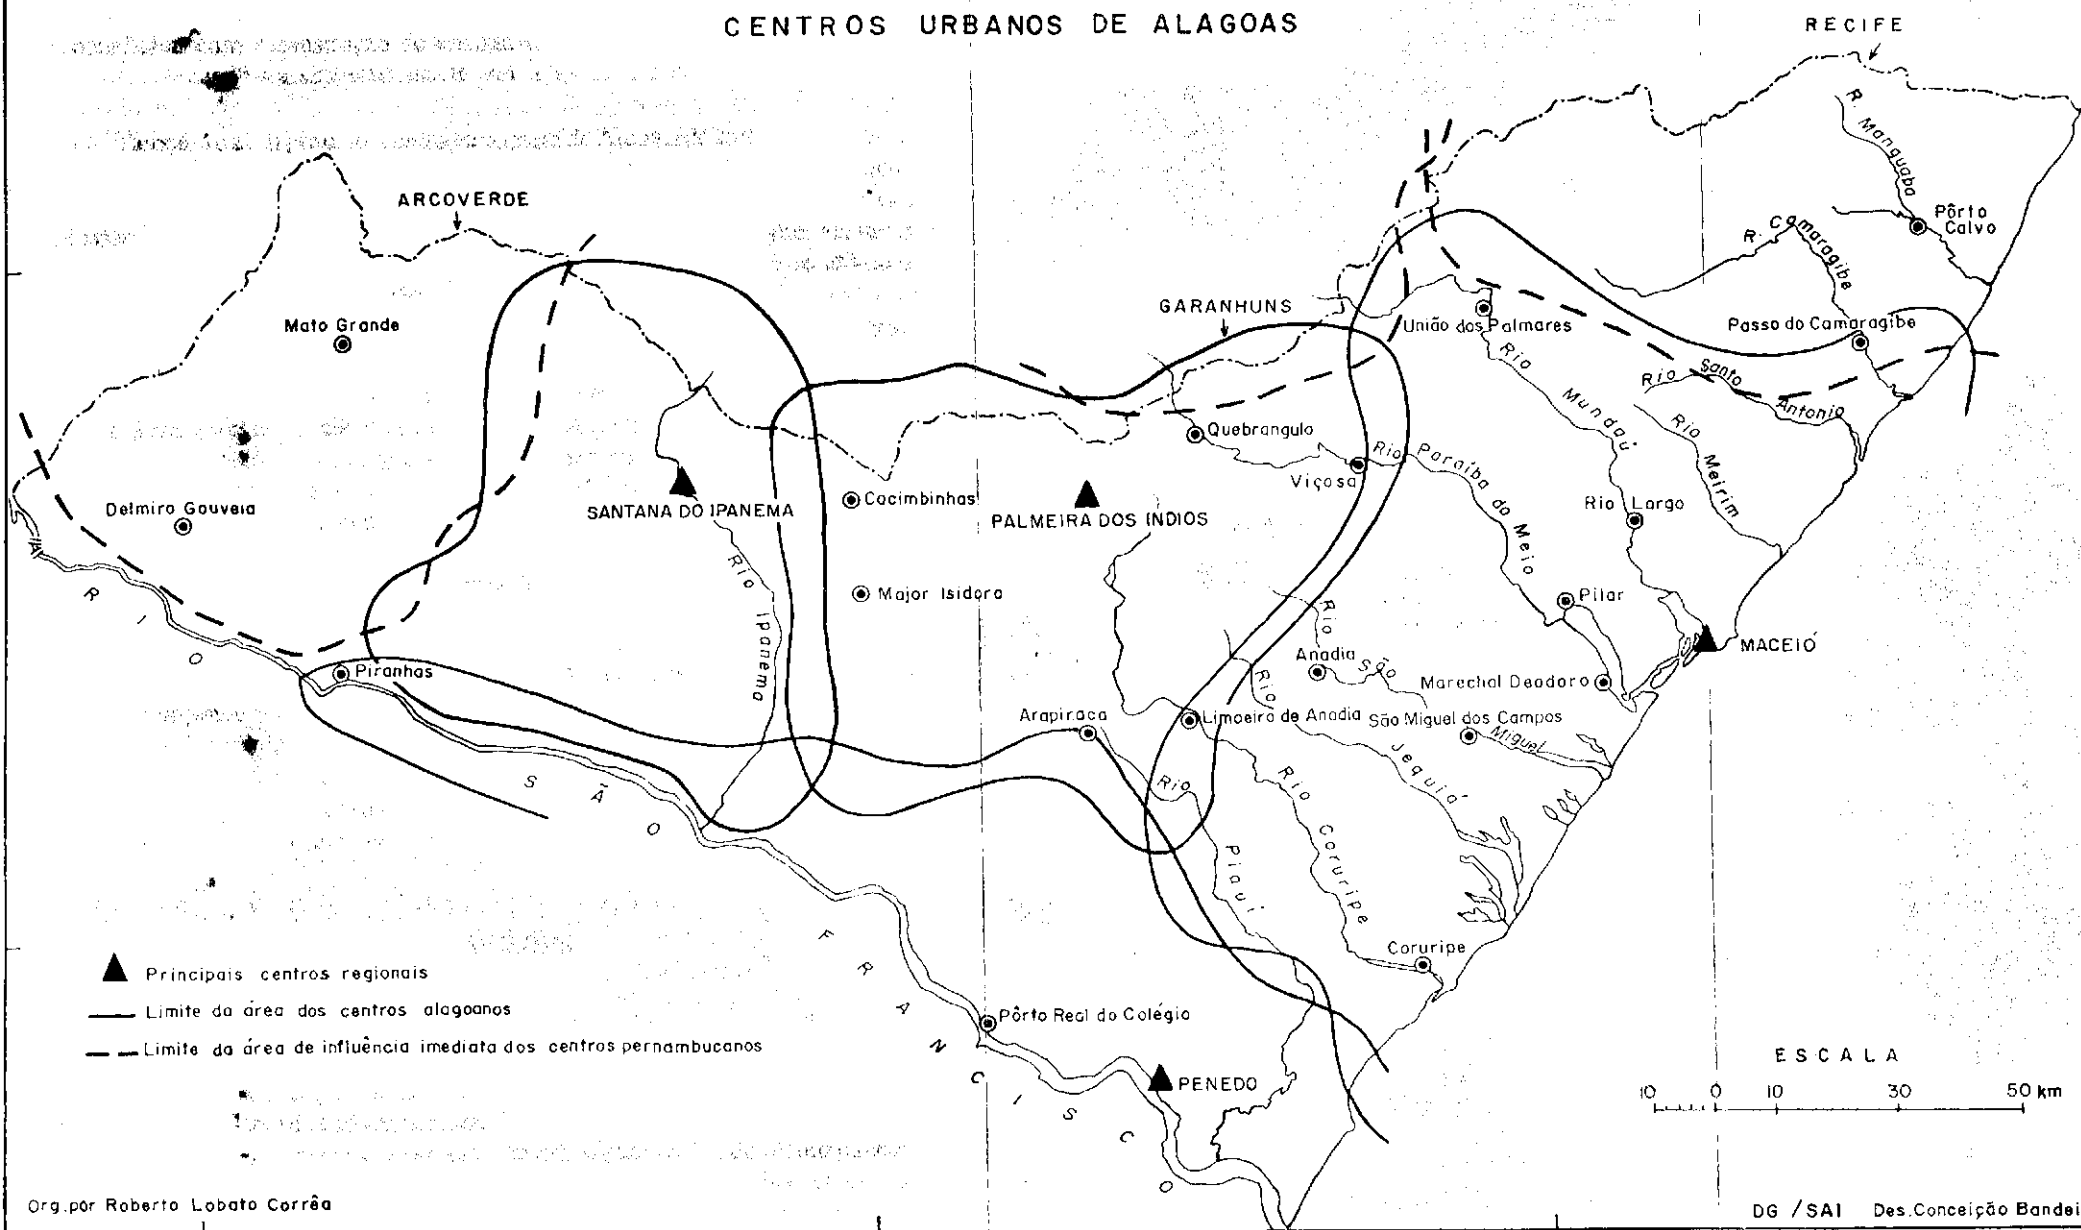 CENTROS URBANOS DE ALAGOAS
RECIFE
R. Manguaba
ARCOVERDE
Pôrto
Calvo
R. Camaragibe
GARANHUNS
Mato Grande
União dos Palmares
Passo do Camaragibe
Rio Santo Antonio
Rio Mundaú
Rio Meirim
Quebrangulo
Rio Paraíba do Meio
Viçosa
Delmiro Gouveia
SANTANA DO IPANEMA
Cacimbinhas
PALMEIRA DOS ÍNDIOS
Rio Largo
Rio Ipanema
Major Isidoro
Pilar
MACEIÓ
Rio São Miguel
Anadia
Marechal Deodoro
Piranhas
Arapiraca
Limoeiro de Anadia
São Miguel dos Campos
Rio Jequiá
Rio Piauí
Rio Coruripe
Coruripe
RIO SÃO FRANCISCO
Pôrto Real do Colégio
PENEDO
Principais centros regionais
Limite da área dos centros alagoanos
Limite da área de influência imediata dos centros pernambucanos
ESCALA
10 0 10 30 50 km
Org.por Roberto Lobato Corrêa
DG /SAI Des.Conceição Bandei